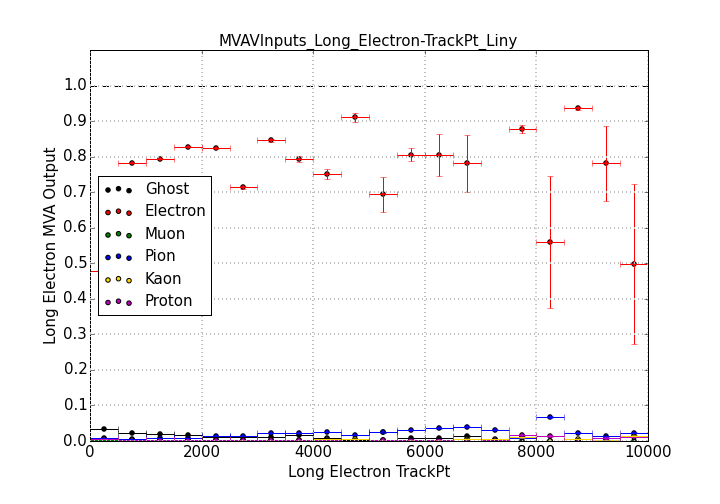 MVAVInputs_Long_Electron-TrackPt_Liny
Long Electron MVA Output
1.0
0.9
0.8
0.7
0.6
0.5
0.4
0.3
0.2
0.1
0.0
Ghost
Electron
Muon
Pion
Kaon
Proton
0 2000 4000 6000 8000 10000
Long Electron TrackPt